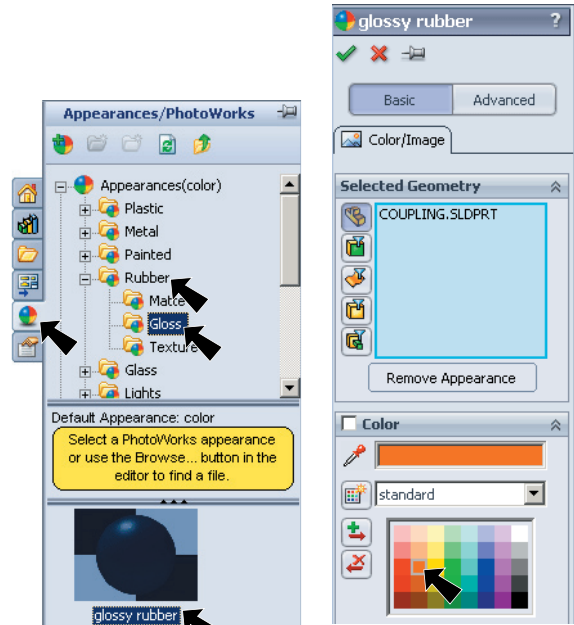 Appearances/PhotoWorks
Appearances(color)
Plastic
Metal
Painted
Rubber
Matte
Gloss
Texture
Glass
Lights
Default Appearance: color
Select a PhotoWorks appearance
or use the Browse... button in the
editor to find a file.
glossy rubber
glossy rubber ?
Basic Advanced
Color/Image
Selected Geometry
COUPLING.SLDPRT
Remove Appearance
Color
standard